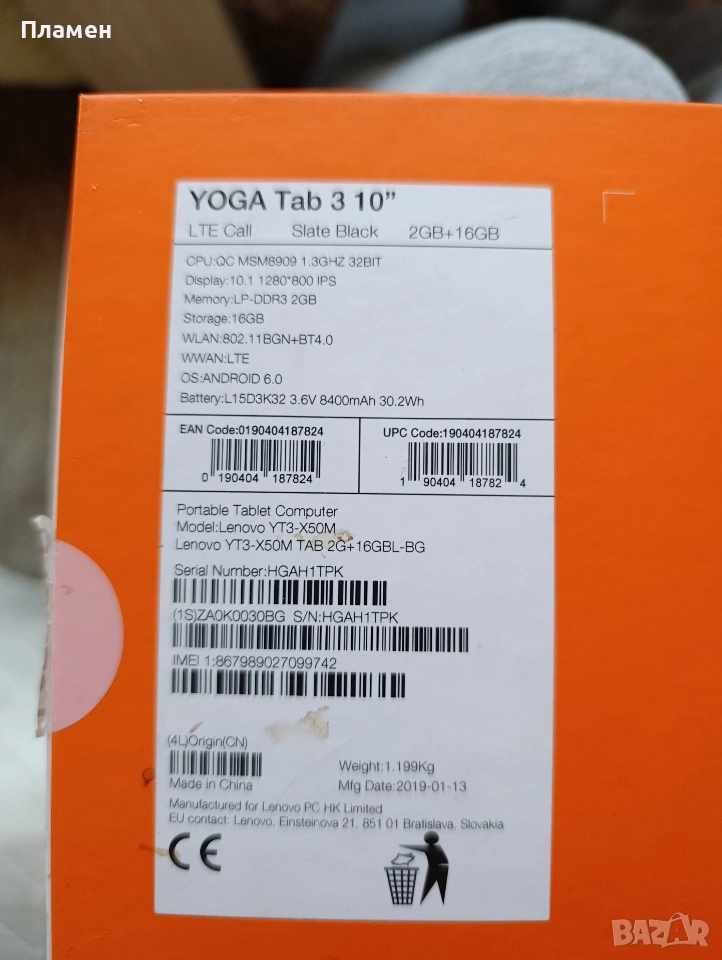 Пламен
YOGA Tab 3 10”
LTE Call Slate Black 2GB+16GB
CPU:QC MSM8909 1.3GHZ 32BIT
Display:10.1 1280*800 IPS
Memory:LP-DDR3 2GB
Storage:16GB
WLAN:802.11BGN+BT4.0
WWAN:LTE
OS:ANDROID 6.0
Battery:L15D3K32 3.6V 8400mAh 30.2Wh
EAN Code:0190404187824 UPC Code:190404187824
0 190404 187824 1 90404 18782 4
Portable Tablet Computer
Model:Lenovo YT3-X50M
Lenovo YT3-X50M TAB 2G+16GBL-BG
Serial Number:HGAH1TPK
(1S)ZA0K0030BG S/N:HGAH1TPK
IMEI 1:867989027099742
(4L)Origin(CN)
Weight:1.199Kg
Made in China Mfg Date:2019-01-13
Manufactured for Lenovo PC HK Limited
EU contact: Lenovo, Einsteinova 21, 851 01 Bratislava, Slovakia
CE
BAZAR